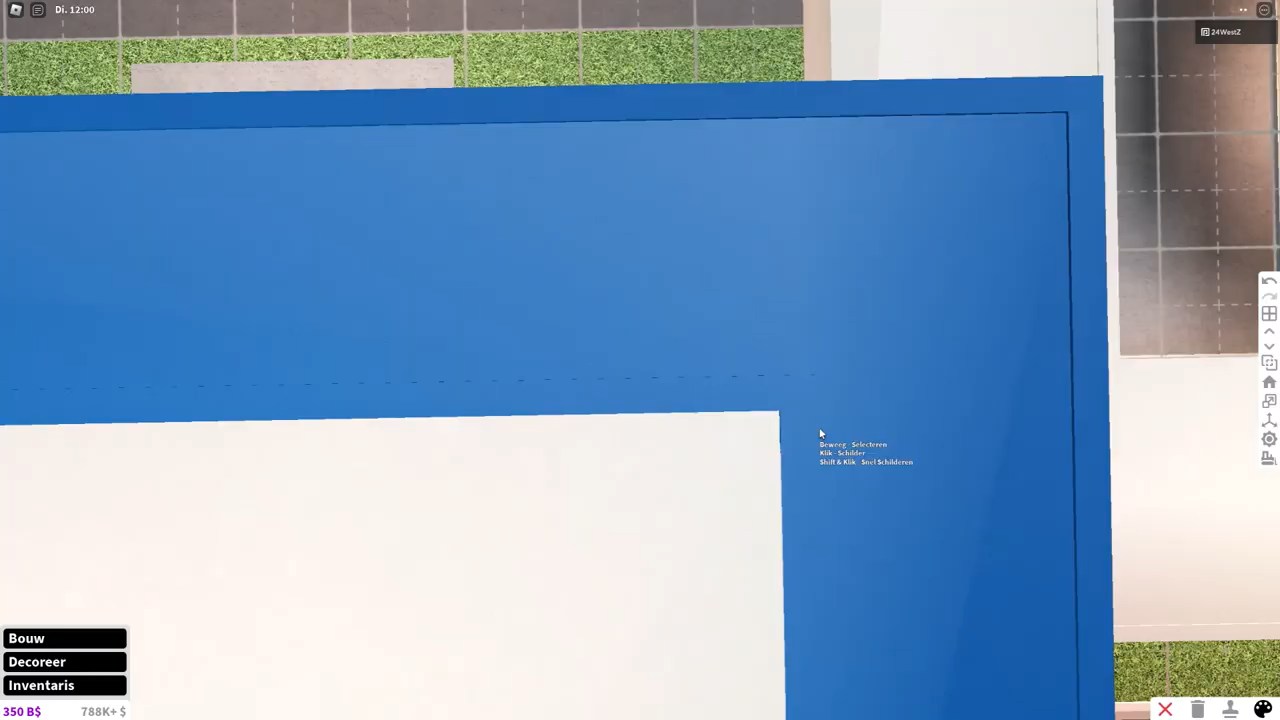 Di. 12:00
24WestZ
Beweeg - Selecteren
Klik - Schilder
Shift & Klik - Snel Schilderen
Bouw
Decoreer
Inventaris
350 B$ 788K+ $